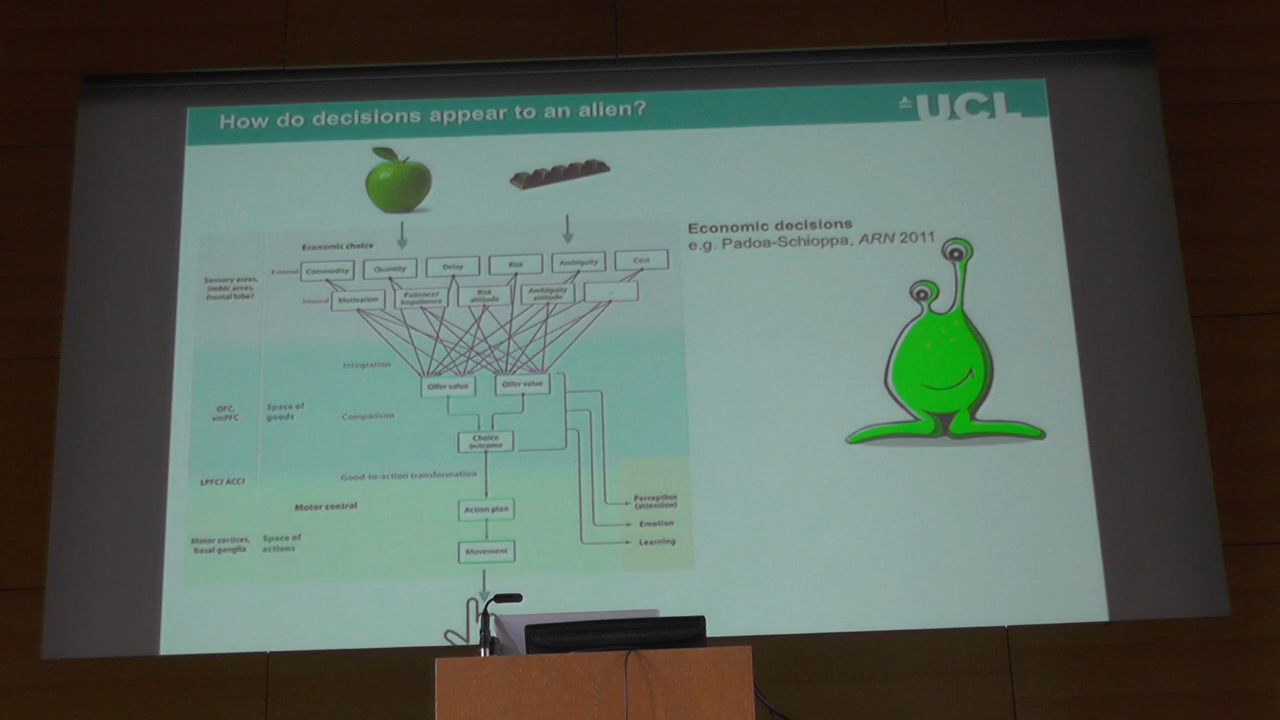 How do decisions appear to an alien?
UCL
Economic decisions
e.g. Padoa-Schioppa, ARN 2011
Economic choice
External
Commodity
Quantity
Delay
Risk
Ambiguity
Cost
Sensory areas,
limbic areas,
frontal lobe?
Internal
Motivation
Patience/
impatience
Risk
attitude
Ambiguity
attitude
...
Integration
Offer value
Offer value
OFC,
vmPFC
Space of
goods
Comparison
Choice
outcome
LPFC? ACC?
Good-to-action transformation
Motor control
Action plan
Perception
(attention)
Emotion
Learning
Motor cortices,
basal ganglia
Space of
actions
Movement